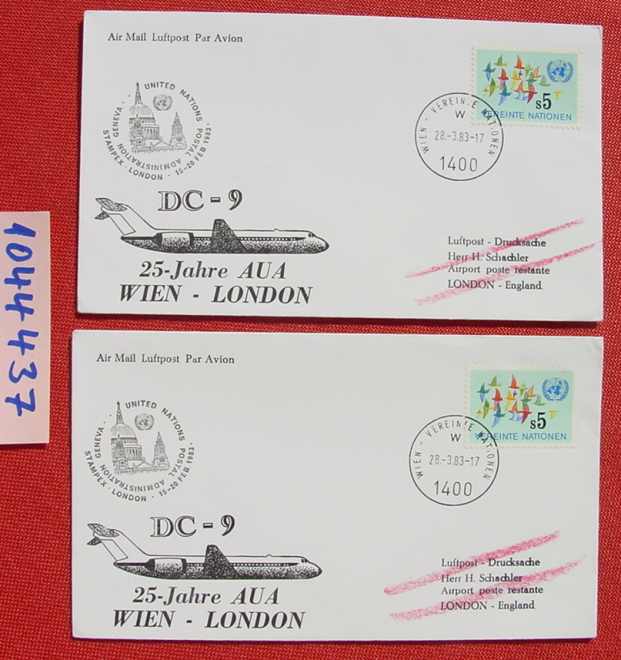 Air Mail Luftpost Par Avion
UNITED NATIONS POSTAL ADMINISTRATION GENEVA
STAMPEX - LONDON · 15-20 FEB 1983
s5
VEREINTE NATIONEN
WIEN - VEREINTE NATIONEN
W
28.-3.83-17
1400
DC-9
25-Jahre AUA
WIEN - LONDON
Luftpost - Drucksache
Herr H. Schachler
Airport poste restante
LONDON - England
1044437
Air Mail Luftpost Par Avion
UNITED NATIONS POSTAL ADMINISTRATION GENEVA
STAMPEX - LONDON · 15-20 FEB 1983
s5
VEREINTE NATIONEN
WIEN - VEREINTE NATIONEN
W
28.-3.83-17
1400
DC-9
25-Jahre AUA
WIEN - LONDON
Luftpost - Drucksache
Herr H. Schachler
Airport poste restante
LONDON - England